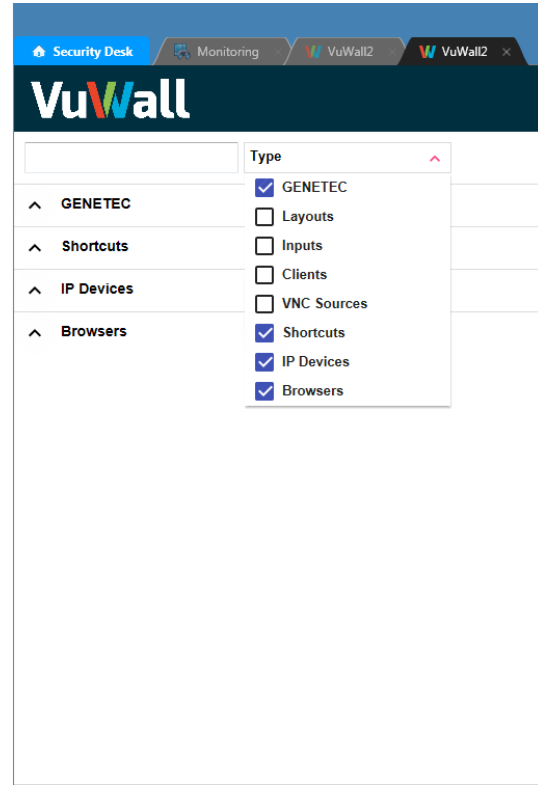 Security Desk Monitoring VuWall2 VuWall2
VuWall
Type
GENETEC
Shortcuts
IP Devices
Browsers
GENETEC
Layouts
Inputs
Clients
VNC Sources
Shortcuts
IP Devices
Browsers